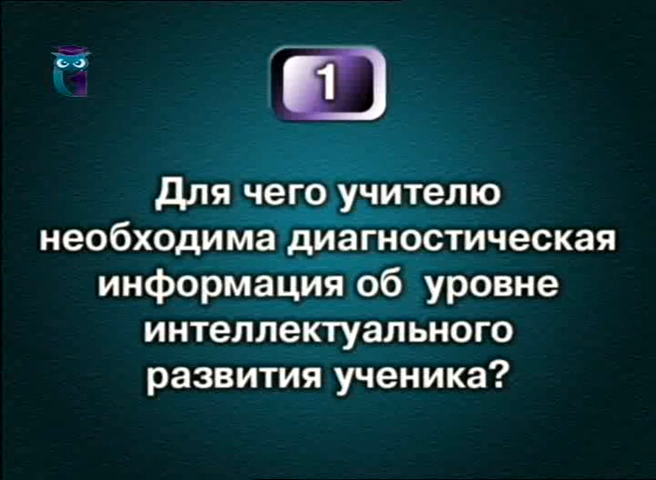 1
Для чего учителю
необходима диагностическая
информация об уровне
интеллектуального
развития ученика?